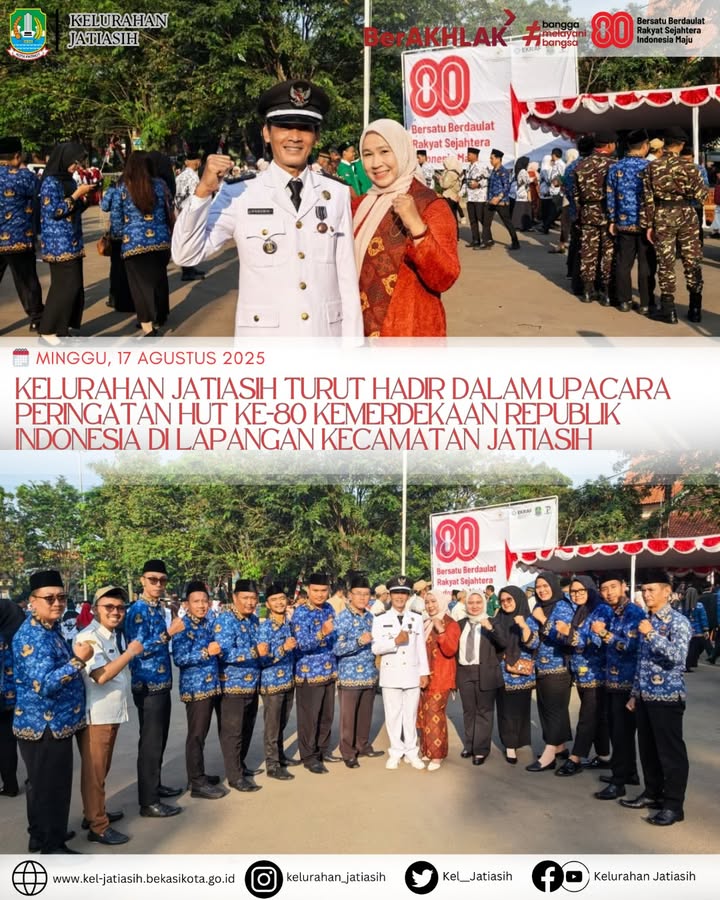 KELURAHAN
JATIASIH
BerAKHLAK
#bangga
melayani
bangsa
80
Bersatu Berdaulat
Rakyat Sejahtera
Indonesia Maju
80
Bersatu Berdaulat
Rakyat Sejahtera
MINGGU, 17 AGUSTUS 2025
KELURAHAN JATIASIH TURUT HADIR DALAM UPACARA
PERINGATAN HUT KE-80 KEMERDEKAAN REPUBLIK
INDONESIA DI LAPANGAN KECAMATAN JATIASIH
80
Bersatu Berdaulat
Rakyat Sejahtera
www.kel-jatiasih.bekasikota.go.id
kelurahan_jatiasih
Kel__Jatiasih
Kelurahan Jatiasih